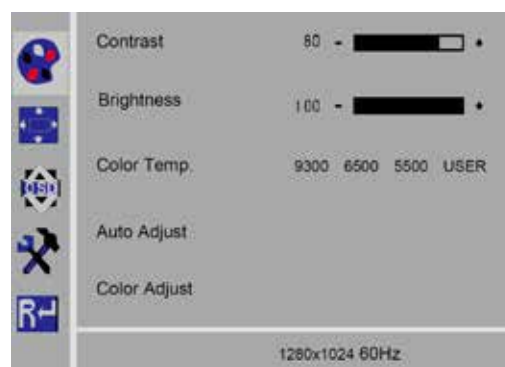 Contrast 80 - +
Brightness 100 - +
Color Temp. 9300 6500 5500 USER
OSD
Auto Adjust
Color Adjust
R
1280x1024 60Hz